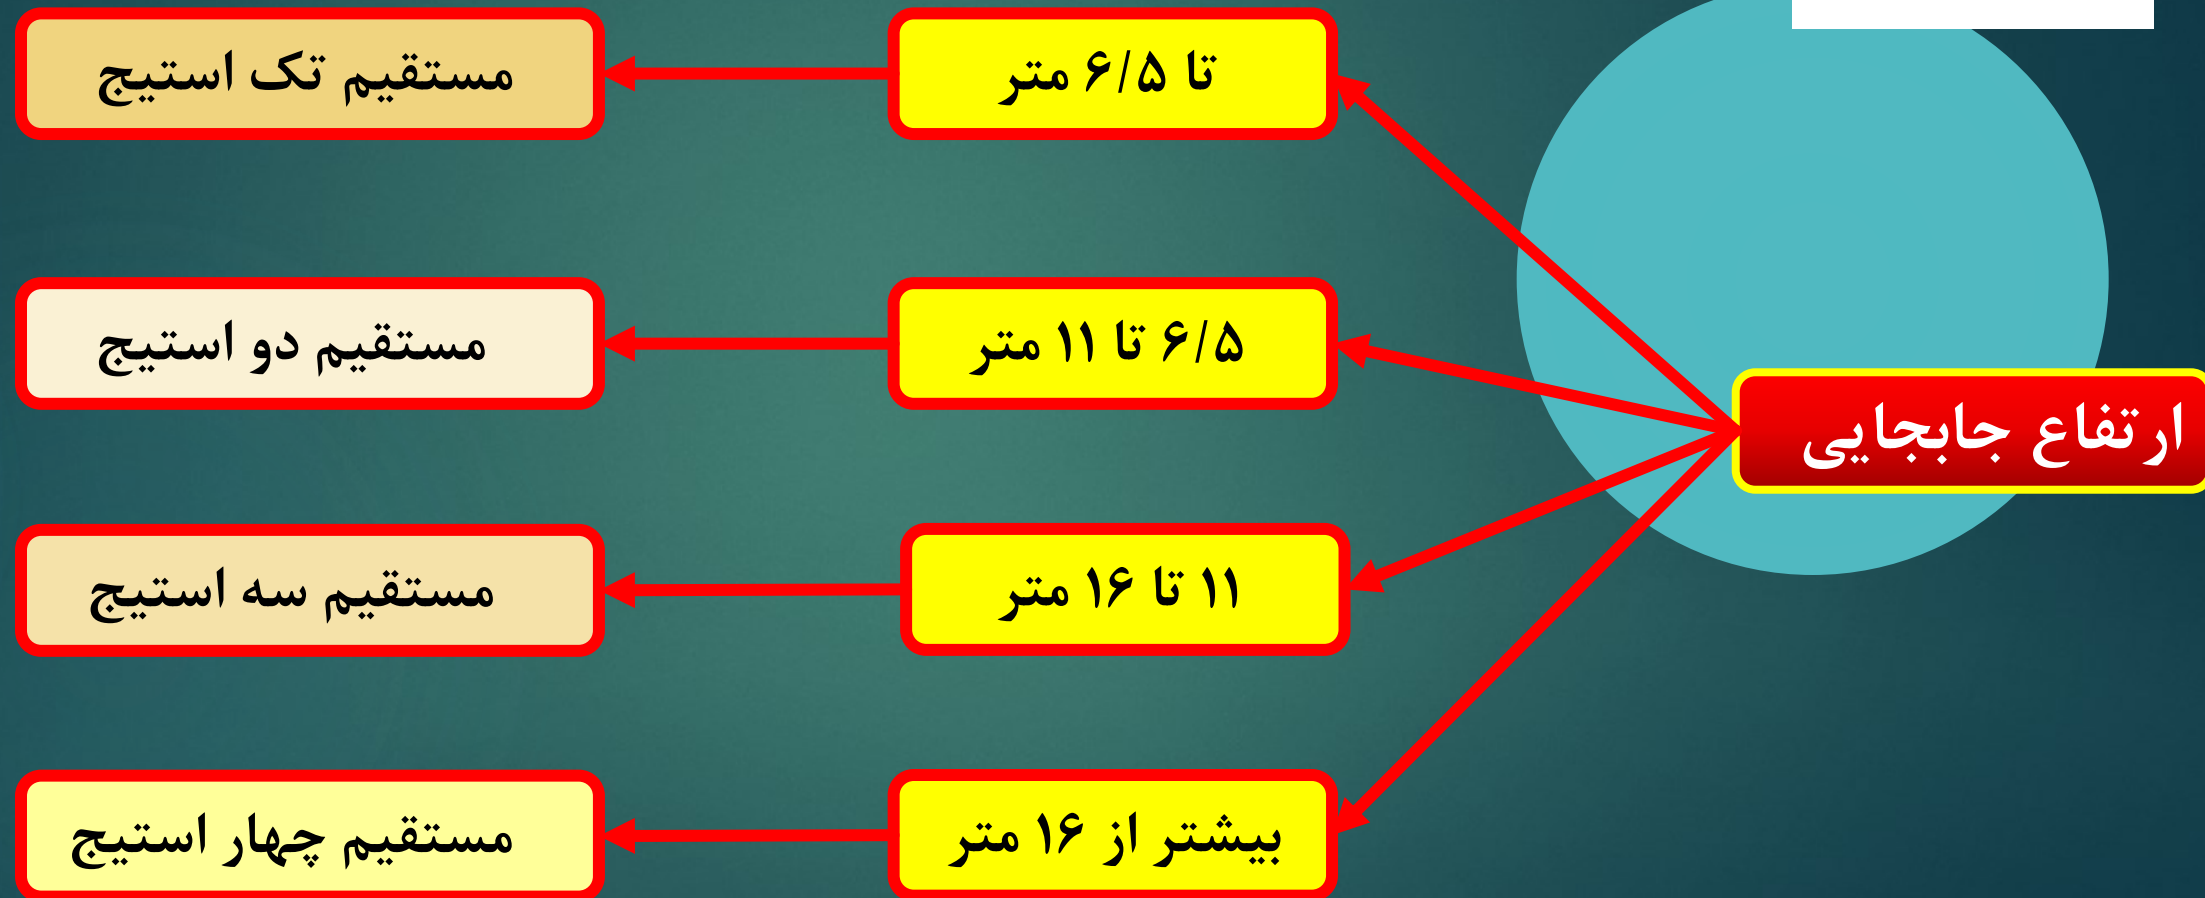 ارتفاع جابجایی
تا ۶/۵ متر
مستقیم تک استیج
۶/۵ تا ۱۱ متر
مستقیم دو استیج
۱۱ تا ۱۶ متر
مستقیم سه استیج
بیشتر از ۱۶ متر
مستقیم چهار استیج